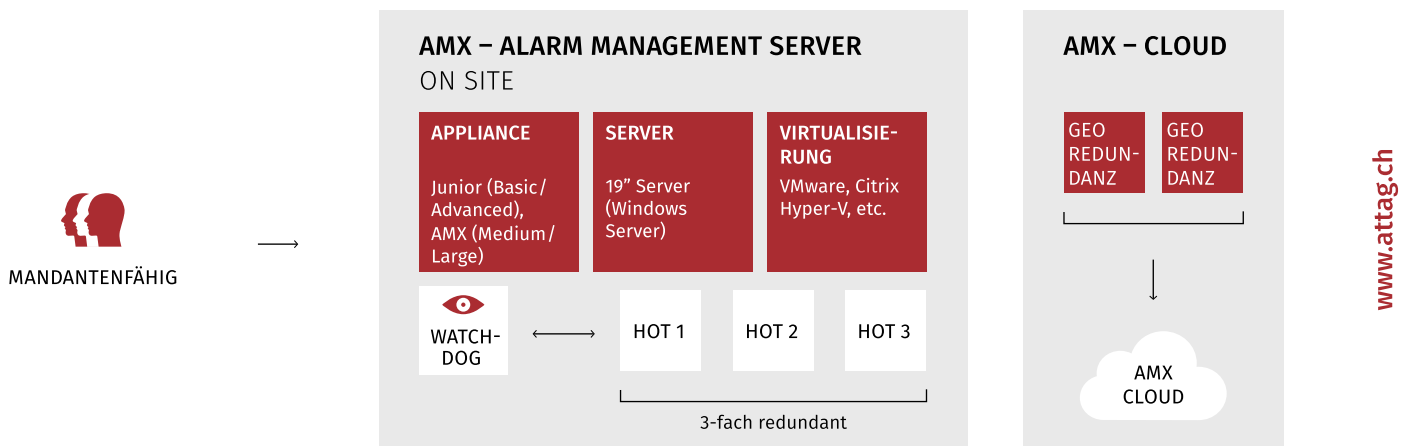 MANDANTENFÄHIG
AMX – ALARM MANAGEMENT SERVER
ON SITE
APPLIANCE
Junior (Basic/
Advanced),
AMX (Medium/
Large)
SERVER
19” Server
(Windows
Server)
VIRTUALISIE-
RUNG
VMware, Citrix
Hyper-V, etc.
WATCH-
DOG
HOT 1
HOT 2
HOT 3
3-fach redundant
AMX – CLOUD
GEO
REDUN-
DANZ
GEO
REDUN-
DANZ
AMX
CLOUD
www.attag.ch